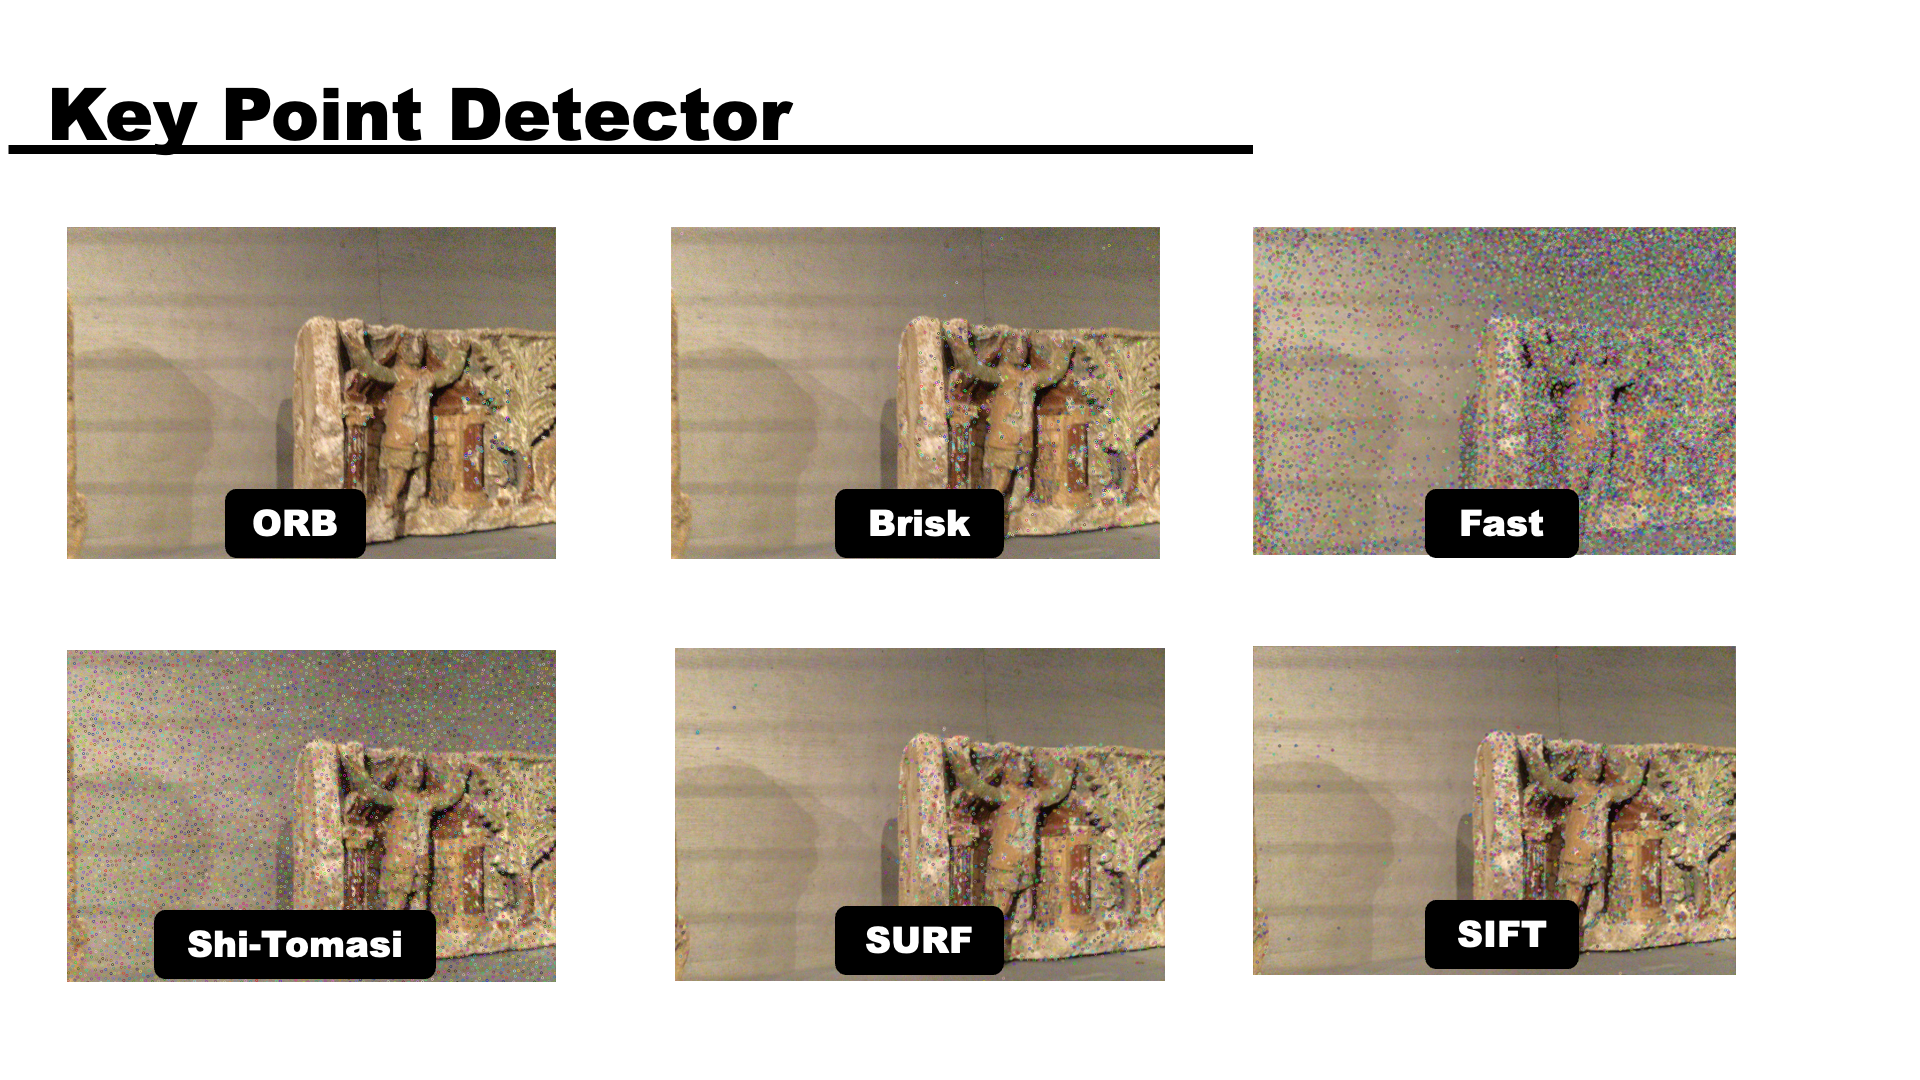 Key Point Detector
ORB
Brisk
Fast
Shi-Tomasi
SURF
SIFT